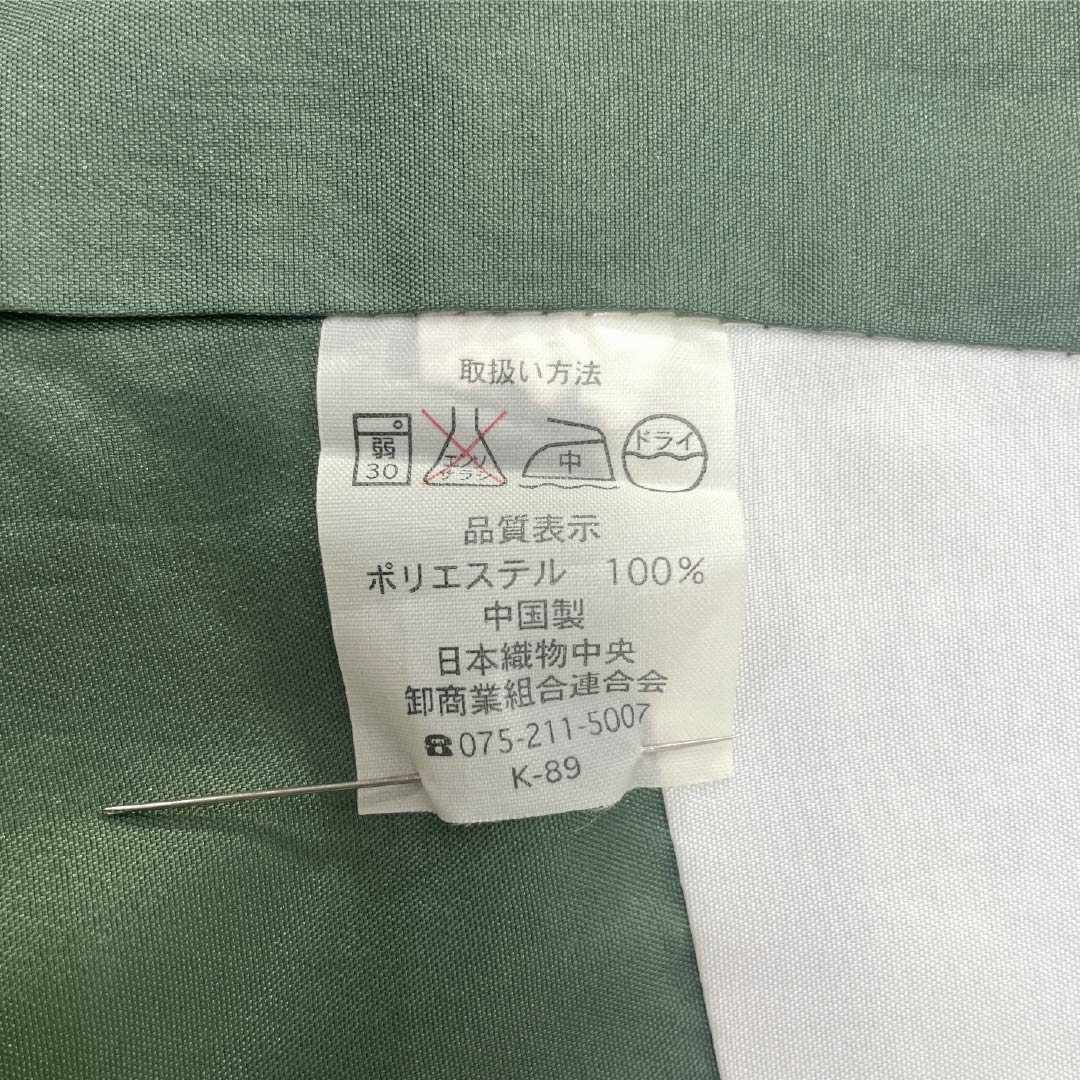 取扱い方法
弱
30
エンソ
サラシ
中
ドライ
品質表示
ポリエステル 100%
中国製
日本織物中央
卸商業組合連合会
☎075-211-5007
K-89